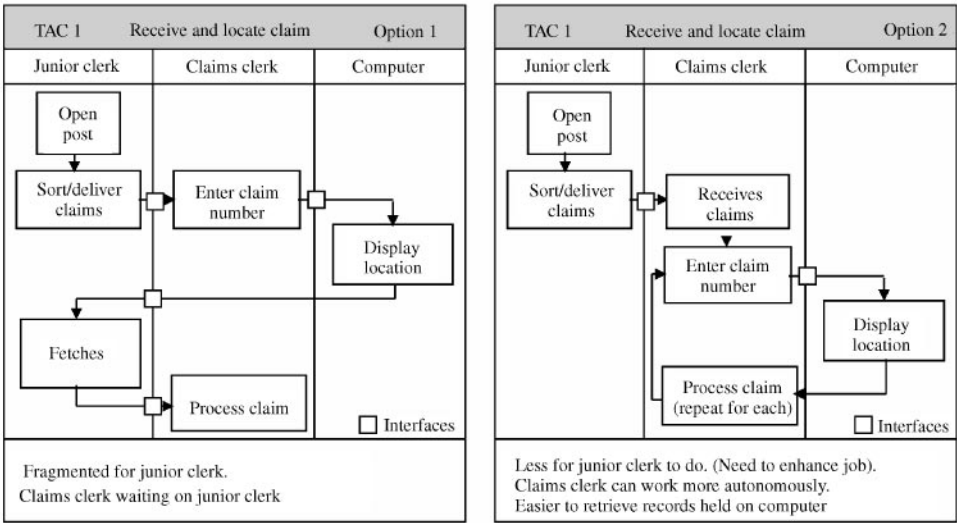 TAC 1 Receive and locate claim Option 1
Junior clerk Claims clerk Computer
Open
post
Sort/deliver
claims
Enter claim
number
Display
location
Fetches
Process claim
Interfaces
Fragmented for junior clerk.
Claims clerk waiting on junior clerk
TAC 1 Receive and locate claim Option 2
Junior clerk Claims clerk Computer
Open
post
Sort/deliver
claims
Receives
claims
Enter claim
number
Display
location
Process claim
(repeat for each)
Interfaces
Less for junior clerk to do. (Need to enhance job).
Claims clerk can work more autonomously.
Easier to retrieve records held on computer